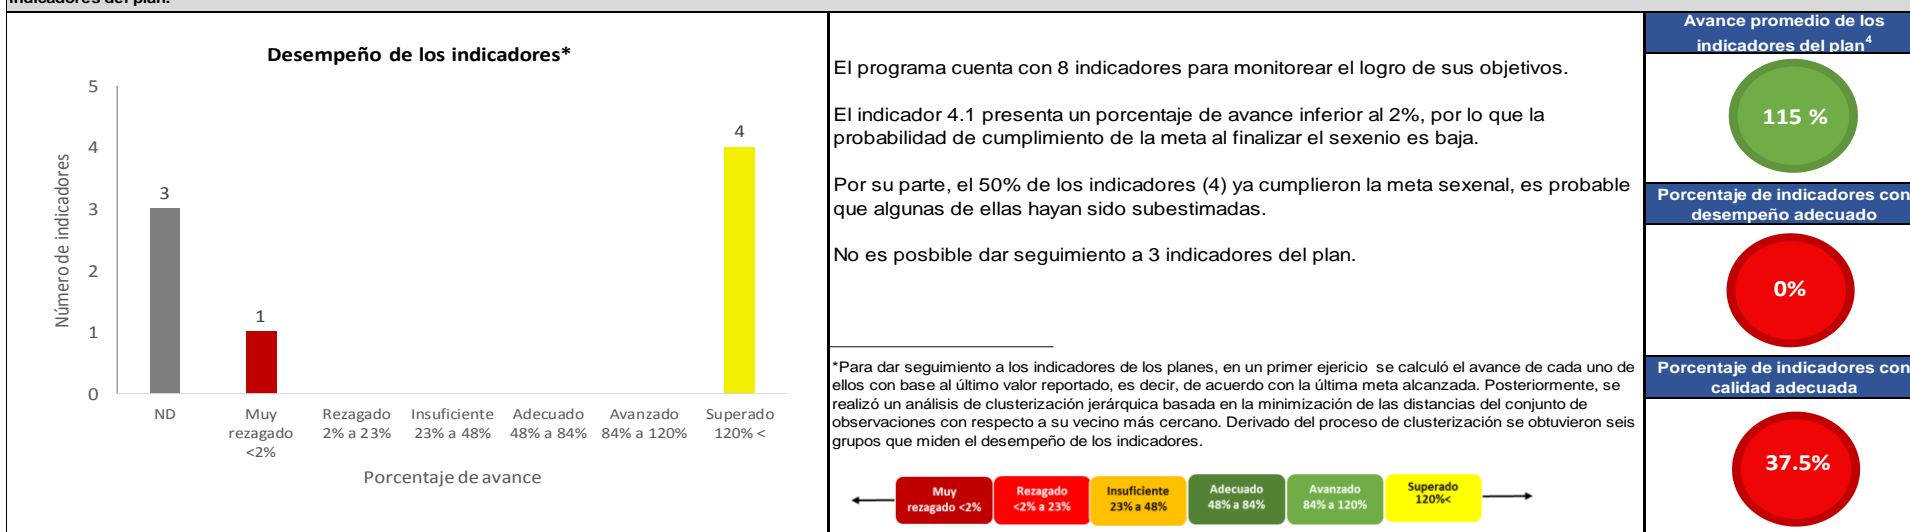 indicadores del plan.
Desempeño de los indicadores*
Número de indicadores
5
4
3
2
1
0
3
1
4
ND
Muy
rezagado
<2%
Rezagado
2% a 23%
Insuficiente
23% a 48%
Adecuado
48% a 84%
Avanzado
84% a 120%
Superado
120% <
Porcentaje de avance
El programa cuenta con 8 indicadores para monitorear el logro de sus objetivos.
El indicador 4.1 presenta un porcentaje de avance inferior al 2%, por lo que la
probabilidad de cumplimiento de la meta al finalizar el sexenio es baja.
Por su parte, el 50% de los indicadores (4) ya cumplieron la meta sexenal, es probable
que algunas de ellas hayan sido subestimadas.
No es posbible dar seguimiento a 3 indicadores del plan.
*Para dar seguimiento a los indicadores de los planes, en un primer ejericio se calculó el avance de cada uno de
ellos con base al último valor reportado, es decir, de acuerdo con la última meta alcanzada. Posteriormente, se
realizó un análisis de clusterización jerárquica basada en la minimización de las distancias del conjunto de
observaciones con respecto a su vecino más cercano. Derivado del proceso de clusterización se obtuvieron seis
grupos que miden el desempeño de los indicadores.
Muy
rezagado <2%
Rezagado
<2% a 23%
Insuficiente
23% a 48%
Adecuado
48% a 84%
Avanzado
84% a 120%
Superado
120%<
Avance promedio de los
indicadores del plan4
115 %
Porcentaje de indicadores con
desempeño adecuado
0%
Porcentaje de indicadores con
calidad adecuada
37.5%